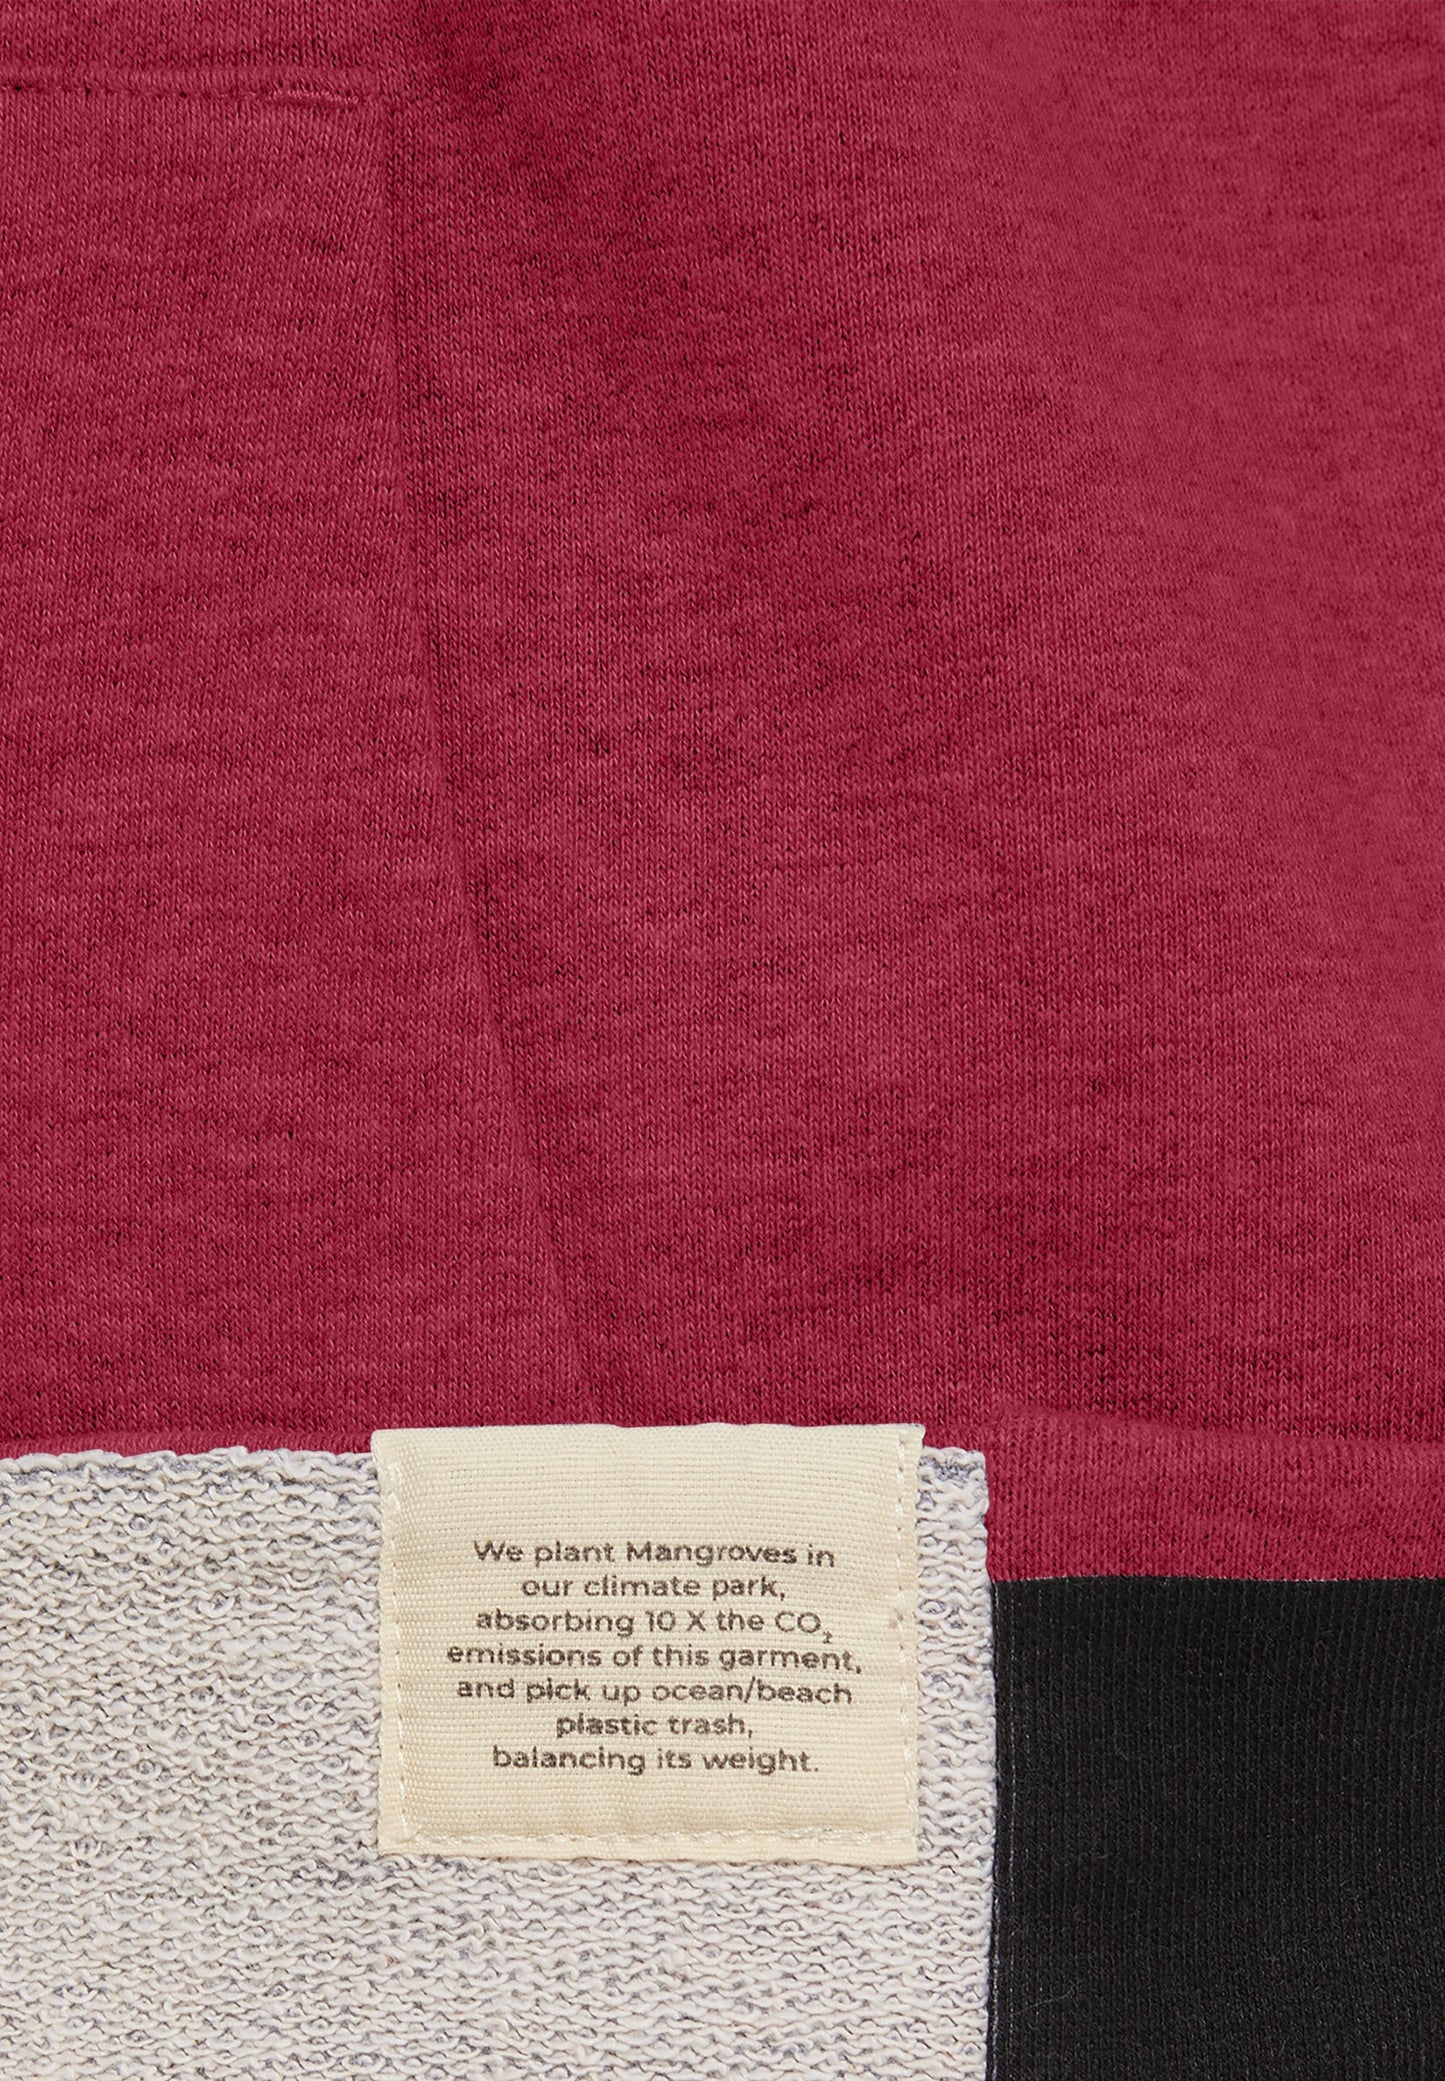 We plant Mangroves in
our climate park,
absorbing 10 X the CO₂
emissions of this garment,
and pick up ocean/beach
plastic trash,
balancing its weight.